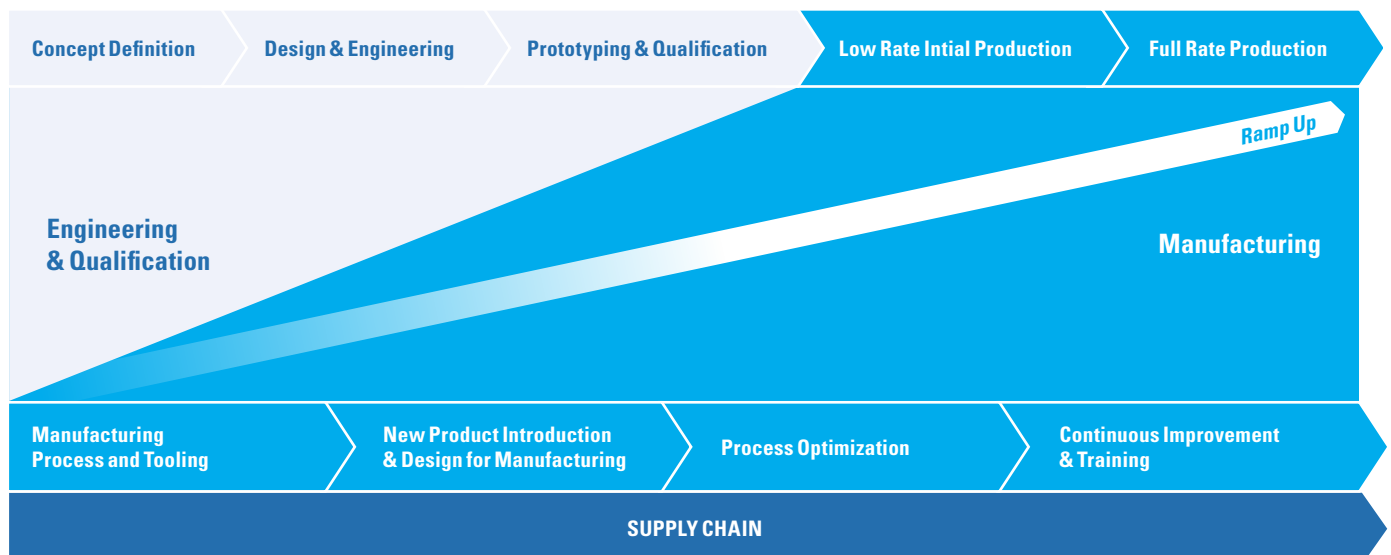 Concept Definition
Design & Engineering
Prototyping & Qualification
Low Rate Intial Production
Full Rate Production
Ramp Up
Engineering
& Qualification
Manufacturing
Manufacturing
Process and Tooling
New Product Introduction
& Design for Manufacturing
Process Optimization
Continuous Improvement
& Training
SUPPLY CHAIN